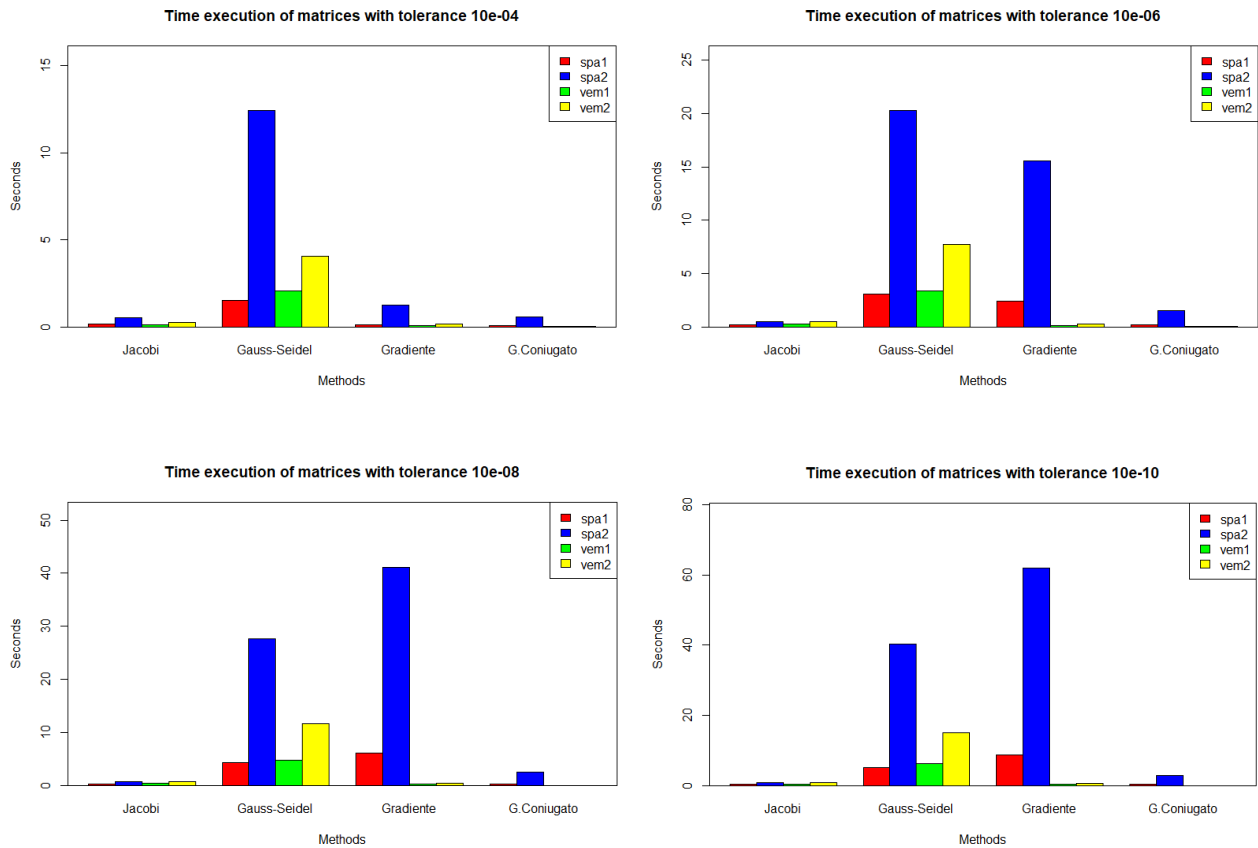 Time execution of matrices with tolerance 10e-04
15
10
5
0
Seconds
spa1
spa2
vem1
vem2
Jacobi Gauss-Seidel Gradiente G.Coniugato
Methods
Time execution of matrices with tolerance 10e-06
25
20
15
10
5
0
Seconds
spa1
spa2
vem1
vem2
Jacobi Gauss-Seidel Gradiente G.Coniugato
Methods
Time execution of matrices with tolerance 10e-08
50
40
30
20
10
0
Seconds
spa1
spa2
vem1
vem2
Jacobi Gauss-Seidel Gradiente G.Coniugato
Methods
Time execution of matrices with tolerance 10e-10
80
60
40
20
0
Seconds
spa1
spa2
vem1
vem2
Jacobi Gauss-Seidel Gradiente G.Coniugato
Methods